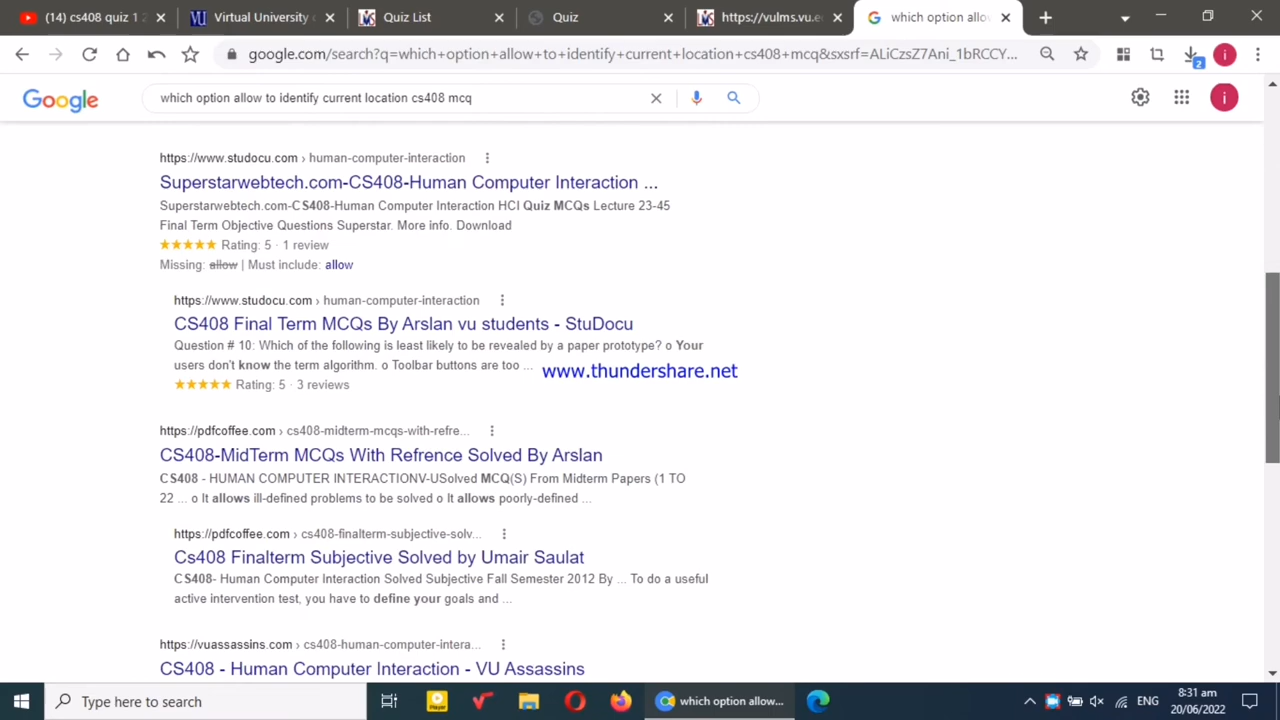 (14) cs408 quiz 1 2
Virtual University
Quiz List
Quiz
https://vulms.vu.e
which option allo
google.com/search?q=which+option+allow+to+identify+current+location+cs408+mcq&sxsrf=ALiCzsZ7Ani_1bRCCY...
2
i
Google
which option allow to identify current location cs408 mcq
i
https://www.studocu.com › human-computer-interaction
Superstarwebtech.com-CS408-Human Computer Interaction ...
Superstarwebtech.com-CS408-Human Computer Interaction HCI Quiz MCQs Lecture 23-45
Final Term Objective Questions Superstar. More info. Download
Rating: 5 · 1 review
Missing: allow | Must include: allow
https://www.studocu.com › human-computer-interaction
CS408 Final Term MCQs By Arslan vu students - StuDocu
Question # 10: Which of the following is least likely to be revealed by a paper prototype? o Your
users don't know the term algorithm. o Toolbar buttons are too ...
www.thundershare.net
Rating: 5 · 3 reviews
https://pdfcoffee.com › cs408-midterm-mcqs-with-refre...
CS408-MidTerm MCQs With Refrence Solved By Arslan
CS408 - HUMAN COMPUTER INTERACTIONV-USolved MCQ(S) From Midterm Papers (1 TO
22 ... o It allows ill-defined problems to be solved o It allows poorly-defined ...
https://pdfcoffee.com › cs408-finalterm-subjective-solv...
Cs408 Finalterm Subjective Solved by Umair Saulat
CS408- Human Computer Interaction Solved Subjective Fall Semester 2012 By ... To do a useful
active intervention test, you have to define your goals and ...
https://vuassassins.com › cs408-human-computer-intera...
CS408 - Human Computer Interaction - VU Assassins
Type here to search
which option allow...
ENG
8:31 am
20/06/2022